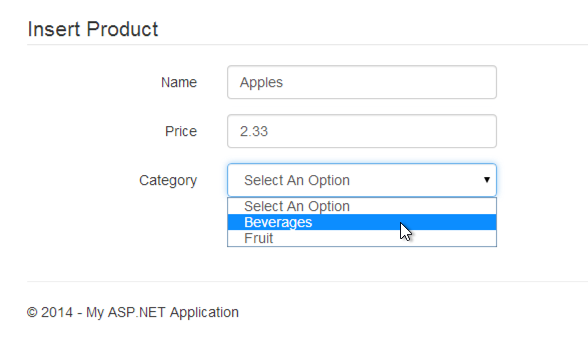 Insert Product
Name Apples
Price 2.33
Category Select An Option
Select An Option
Beverages
Fruit
© 2014 - My ASP.NET Application